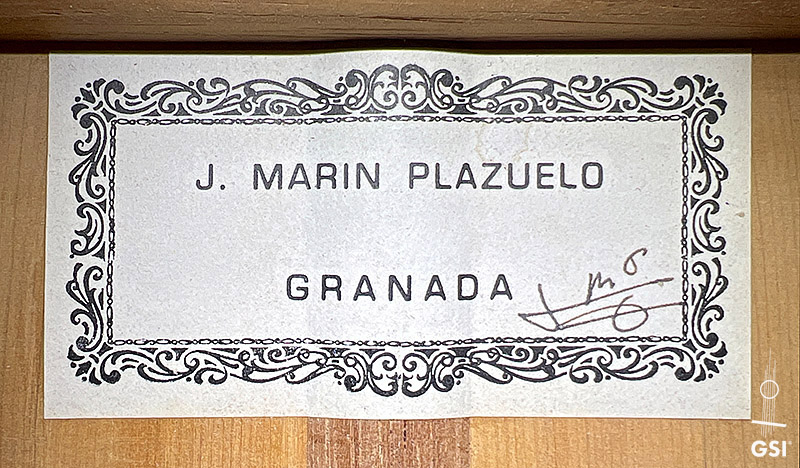 J. MARIN PLAZUELO
GRANADA
GSI